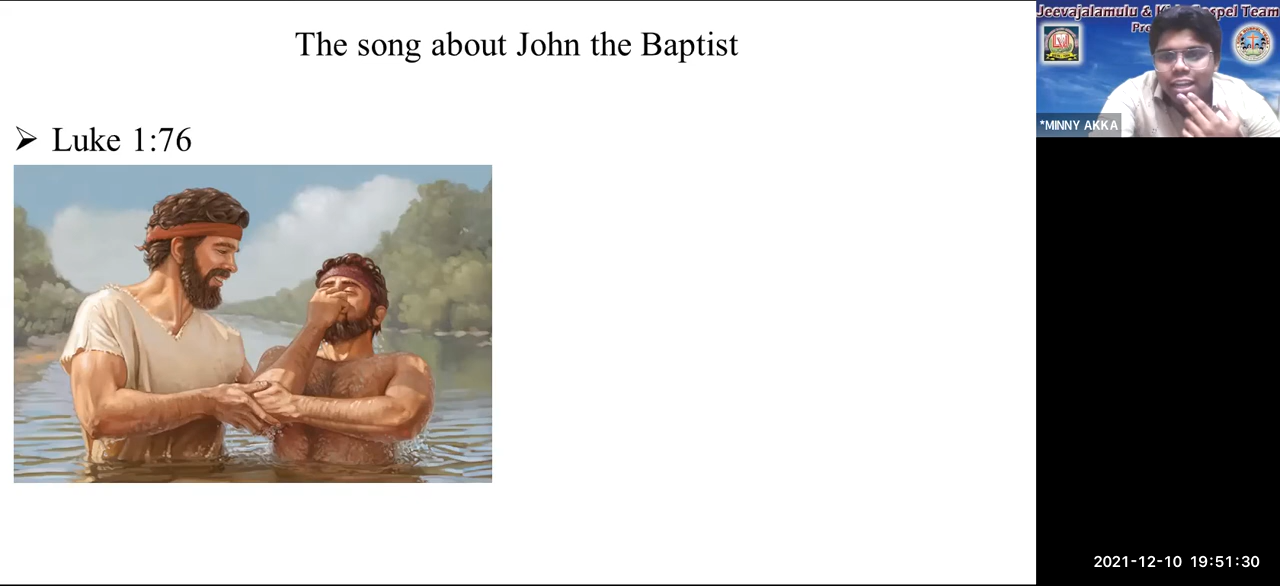 The song about John the Baptist
➢ Luke 1:76
Jeevajalamulu & Gospel Team
*MINNY AKKA
2021-12-10 19:51:30